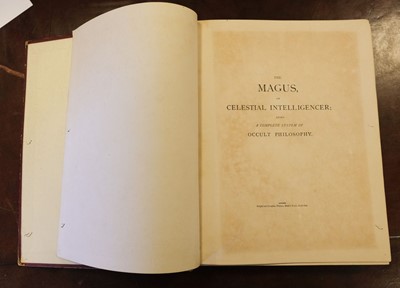 THE
MAGUS,
OR
CELESTIAL INTELLIGENCER;
BEING
A COMPLETE SYSTEM OF
OCCULT PHILOSOPHY.